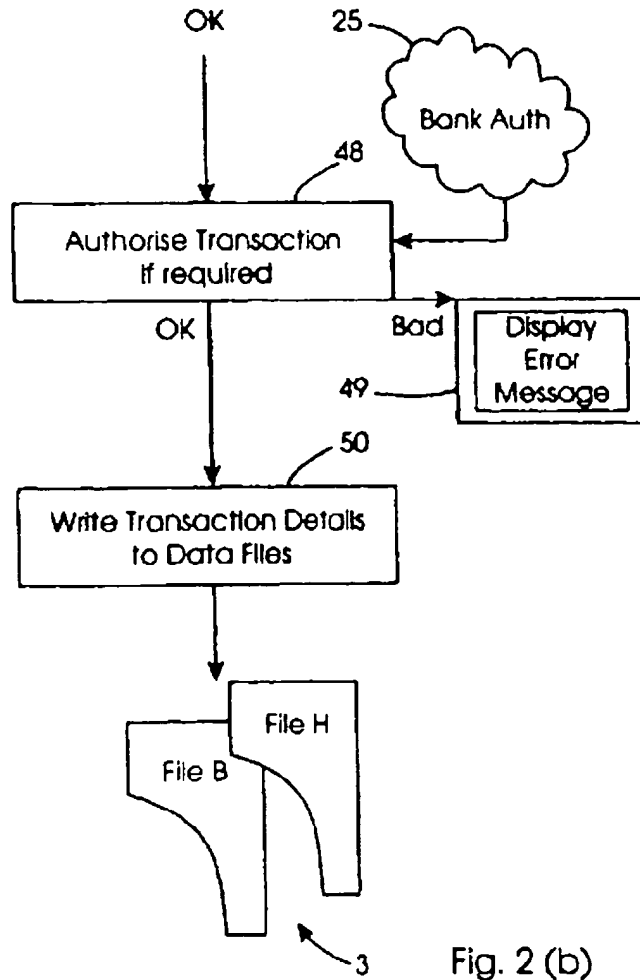 OK
25
Bank Auth
48
Authorise Transaction
if required
OK
Bad
Display
Error
Message
49
50
Write Transaction Details
to Data Files
File H
File B
3
Fig. 2 (b)